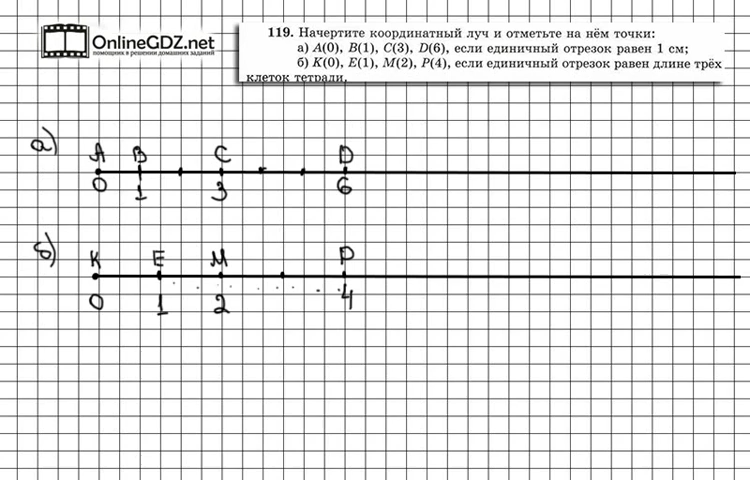 OnlineGDZ.net
помощник в решении домашних заданий
119. Начертите координатный луч и отметьте на нём точки:
а) A(0), B(1), C(3), D(6), если единичный отрезок равен 1 см;
б) K(0), E(1), M(2), P(4), если единичный отрезок равен длине трёх
клеток тетради.
а)
A B C D
0 1 3 6
б)
K E M P
0 1 2 4